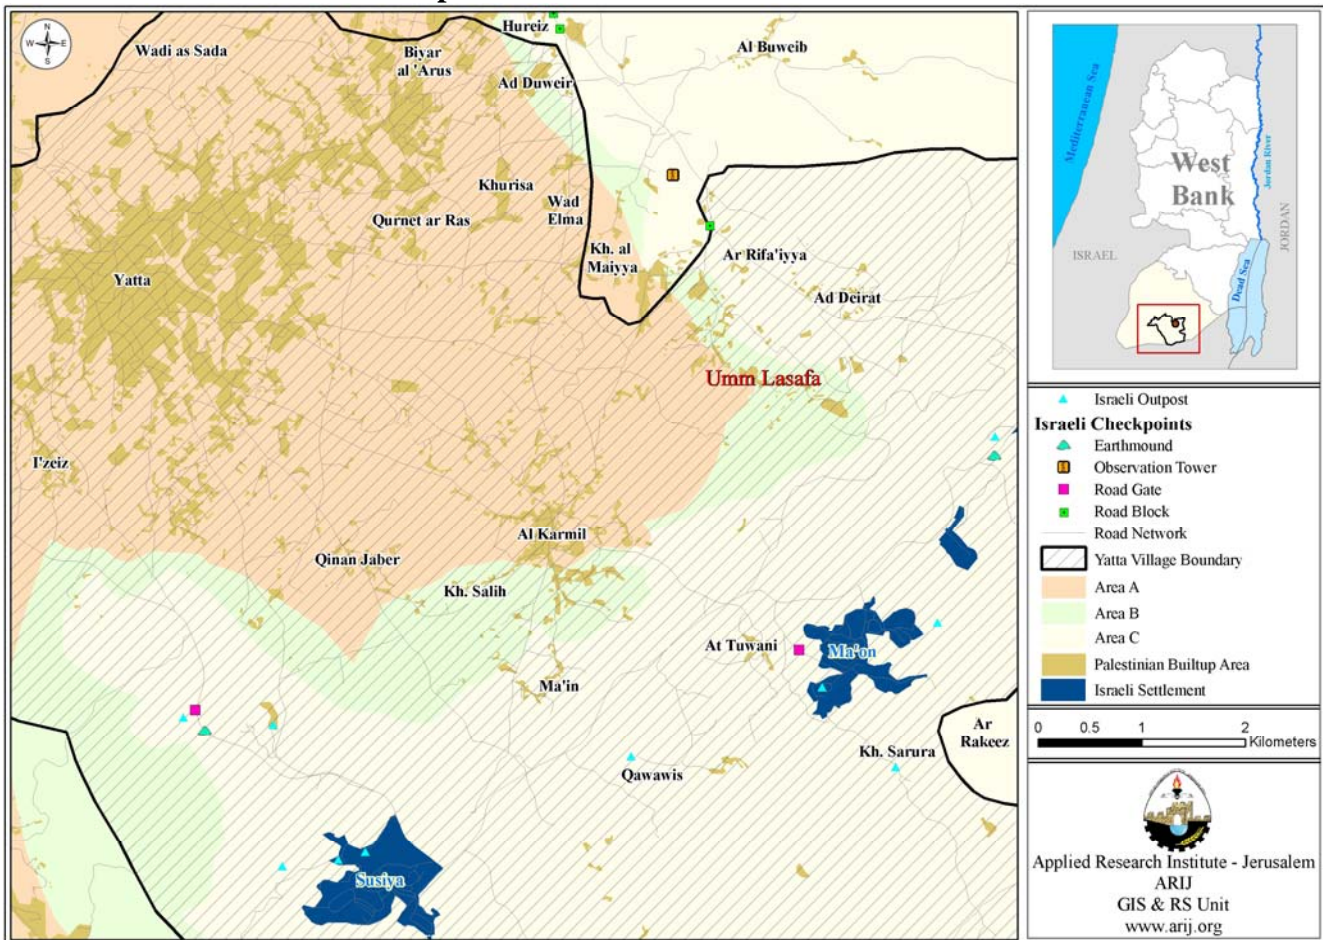 N
W
E
S
Wadi as Sada
Biyar
al 'Arus
Hureiz
Al Buweib
Ad Duweir
Khurisa
Wad
Elma
Qurnet ar Ras
Kh. al
Maiyya
Ar Rifa'iyya
Yatta
Ad Deirat
Umm Lasafa
I'zeiz
Al Karmil
Qinan Jaber
Kh. Salih
At Tuwani
Ma'on
Ma'in
Ar
Rakeez
Kh. Sarura
Qawawis
Susiya
Mediterranean Sea
West
Bank
Jordan River
JORDAN
ISRAEL
Dead Sea
Israeli Outpost
Israeli Checkpoints
Earthmound
Observation Tower
Road Gate
Road Block
Road Network
Yatta Village Boundary
Area A
Area B
Area C
Palestinian Builtup Area
Israeli Settlement
0 0.5 1 2
Kilometers
Applied Research Institute - Jerusalem
ARIJ
GIS & RS Unit
www.arij.org